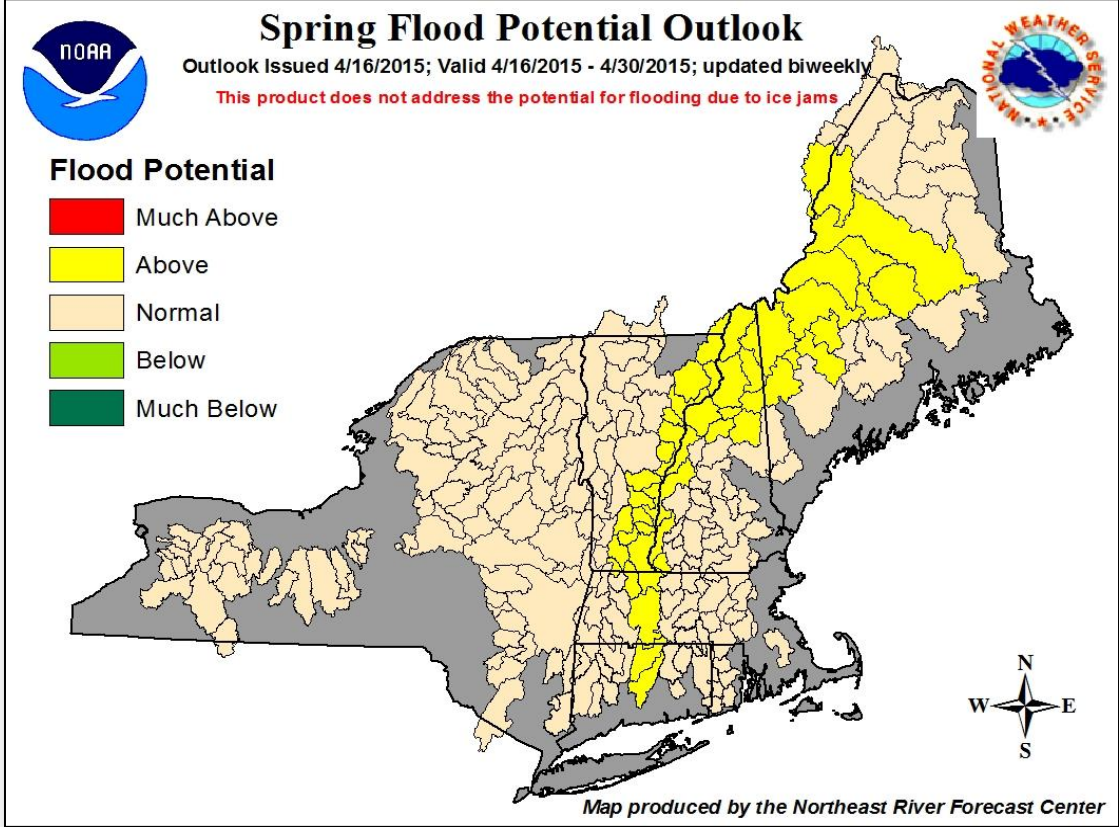 NOAA
Spring Flood Potential Outlook
Outlook Issued 4/16/2015; Valid 4/16/2015 - 4/30/2015; updated biweekly
This product does not address the potential for flooding due to ice jams
NATIONAL WEATHER SERVICE
Flood Potential
Much Above
Above
Normal
Below
Much Below
N
W E
S
Map produced by the Northeast River Forecast Center